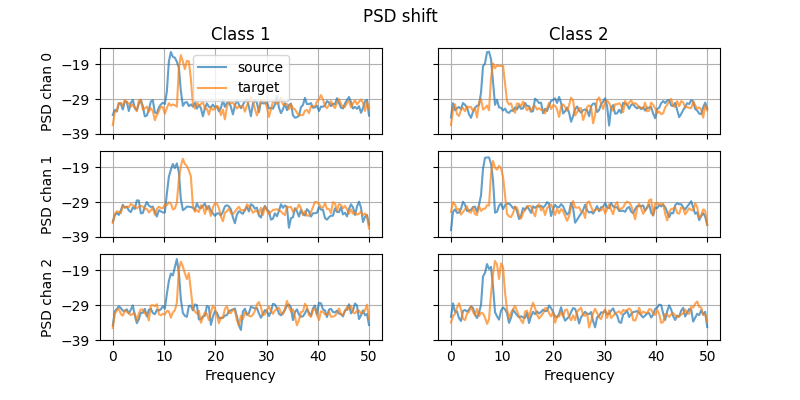 PSD shift
Class 1
Class 2
PSD chan 0
−19
−29
−39
source
target
PSD chan 1
−19
−29
−39
PSD chan 2
−19
−29
−39
0 10 20 30 40 50
0 10 20 30 40 50
Frequency
Frequency